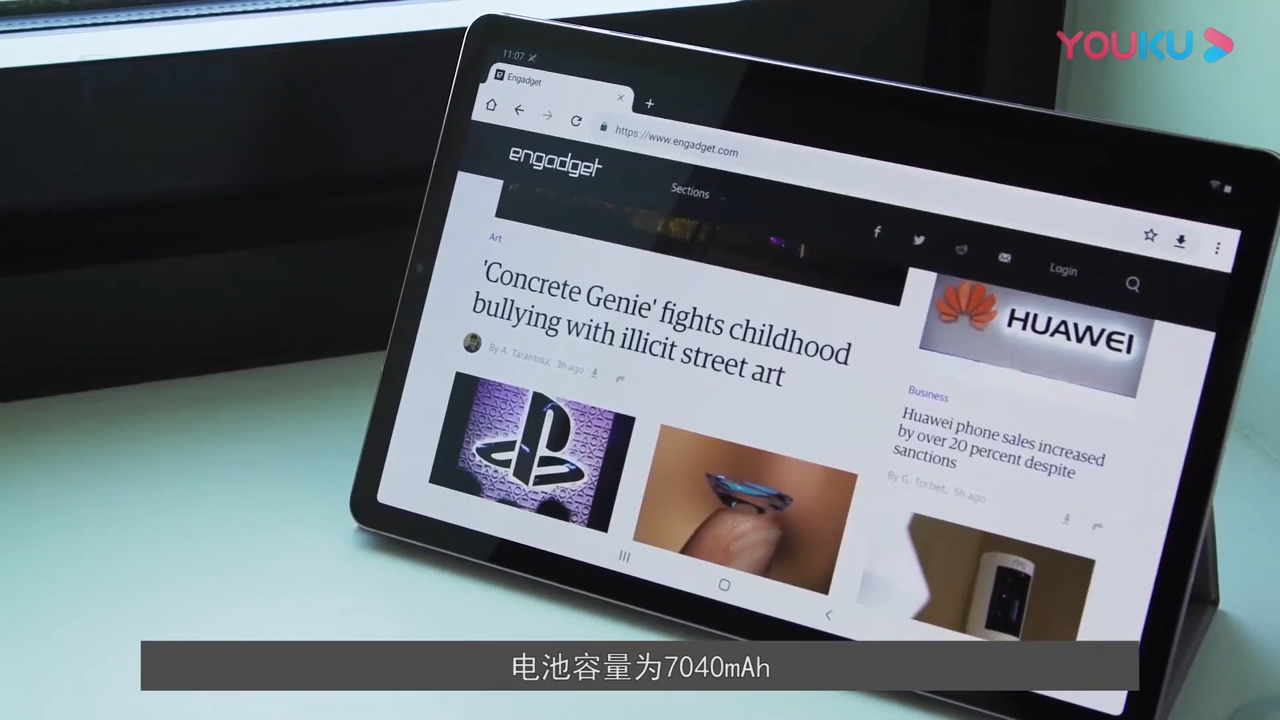 YOUKU
11:07
Engadget
https://www.engadget.com
engadget
Sections
Login
Art
'Concrete Genie' fights childhood
bullying with illicit street art
By A. Tarantola, 3h ago
HUAWEI
Business
Huawei phone sales increased
by over 20 percent despite
sanctions
By G. Torbet, 5h ago
电池容量为7040mAh